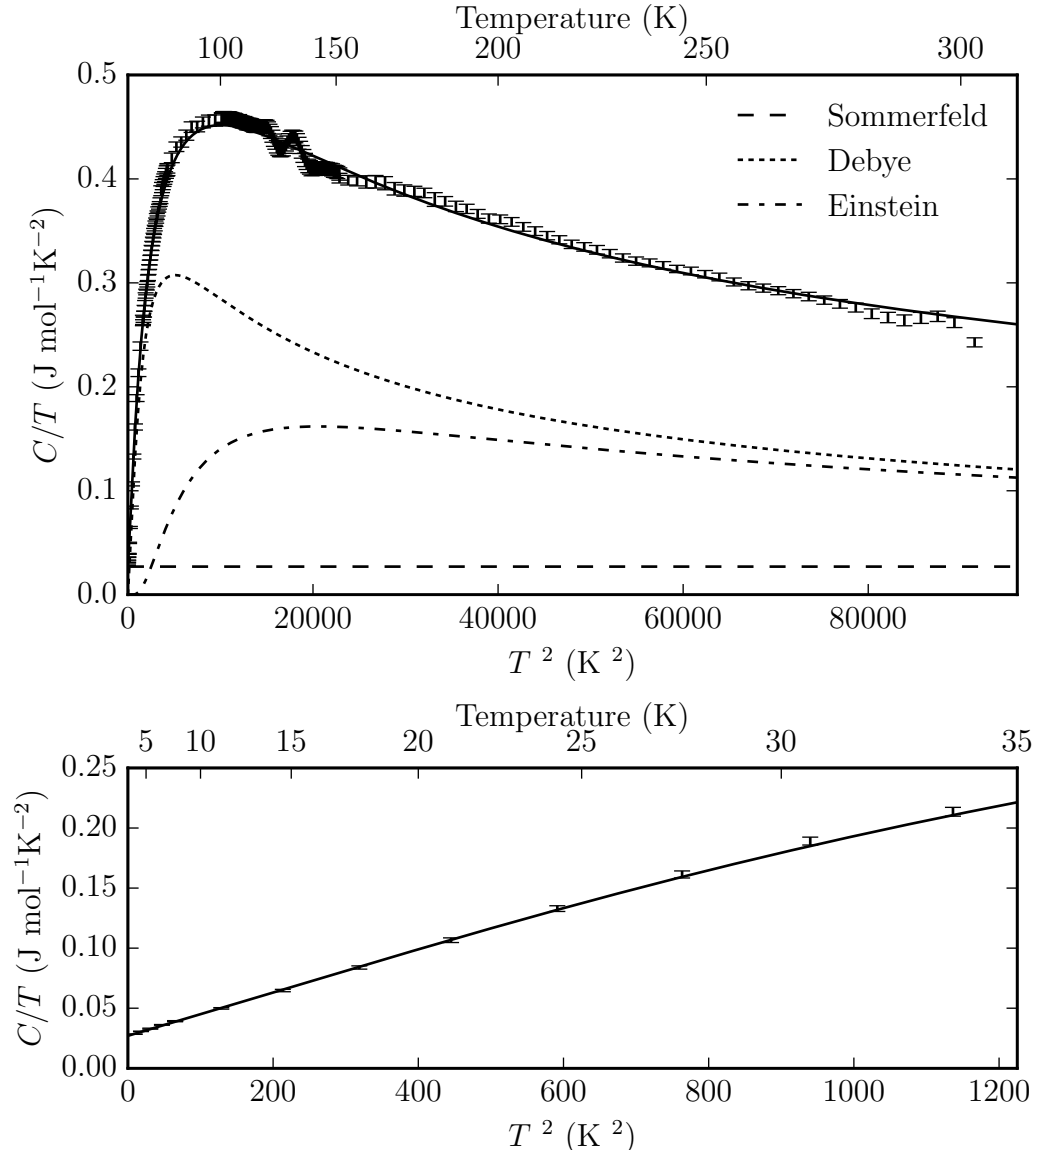 Temperature (K)
100 150 200 250 300
0.5
0.4
0.3
0.2
0.1
0.0
C/T (J mol⁻¹K⁻²)
Sommerfeld
Debye
Einstein
0 20000 40000 60000 80000
T ² (K ²)
Temperature (K)
5 10 15 20 25 30 35
0.25
0.20
0.15
0.10
0.05
0.00
C/T (J mol⁻¹K⁻²)
0 200 400 600 800 1000 1200
T ² (K ²)